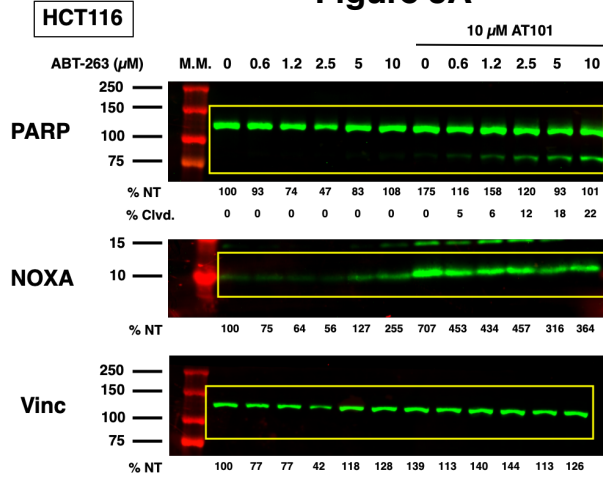 HCT116
10 µM AT101
ABT-263 (µM) M.M. 0 0.6 1.2 2.5 5 10 0 0.6 1.2 2.5 5 10
250
150
PARP
100
75
% NT 100 93 74 47 83 108 175 116 158 120 93 101
% Clvd. 0 0 0 0 0 0 0 5 6 12 18 22
15
NOXA
10
% NT 100 75 64 56 127 255 707 453 434 457 316 364
250
150
Vinc
100
75
% NT 100 77 77 42 118 128 139 113 140 144 113 126